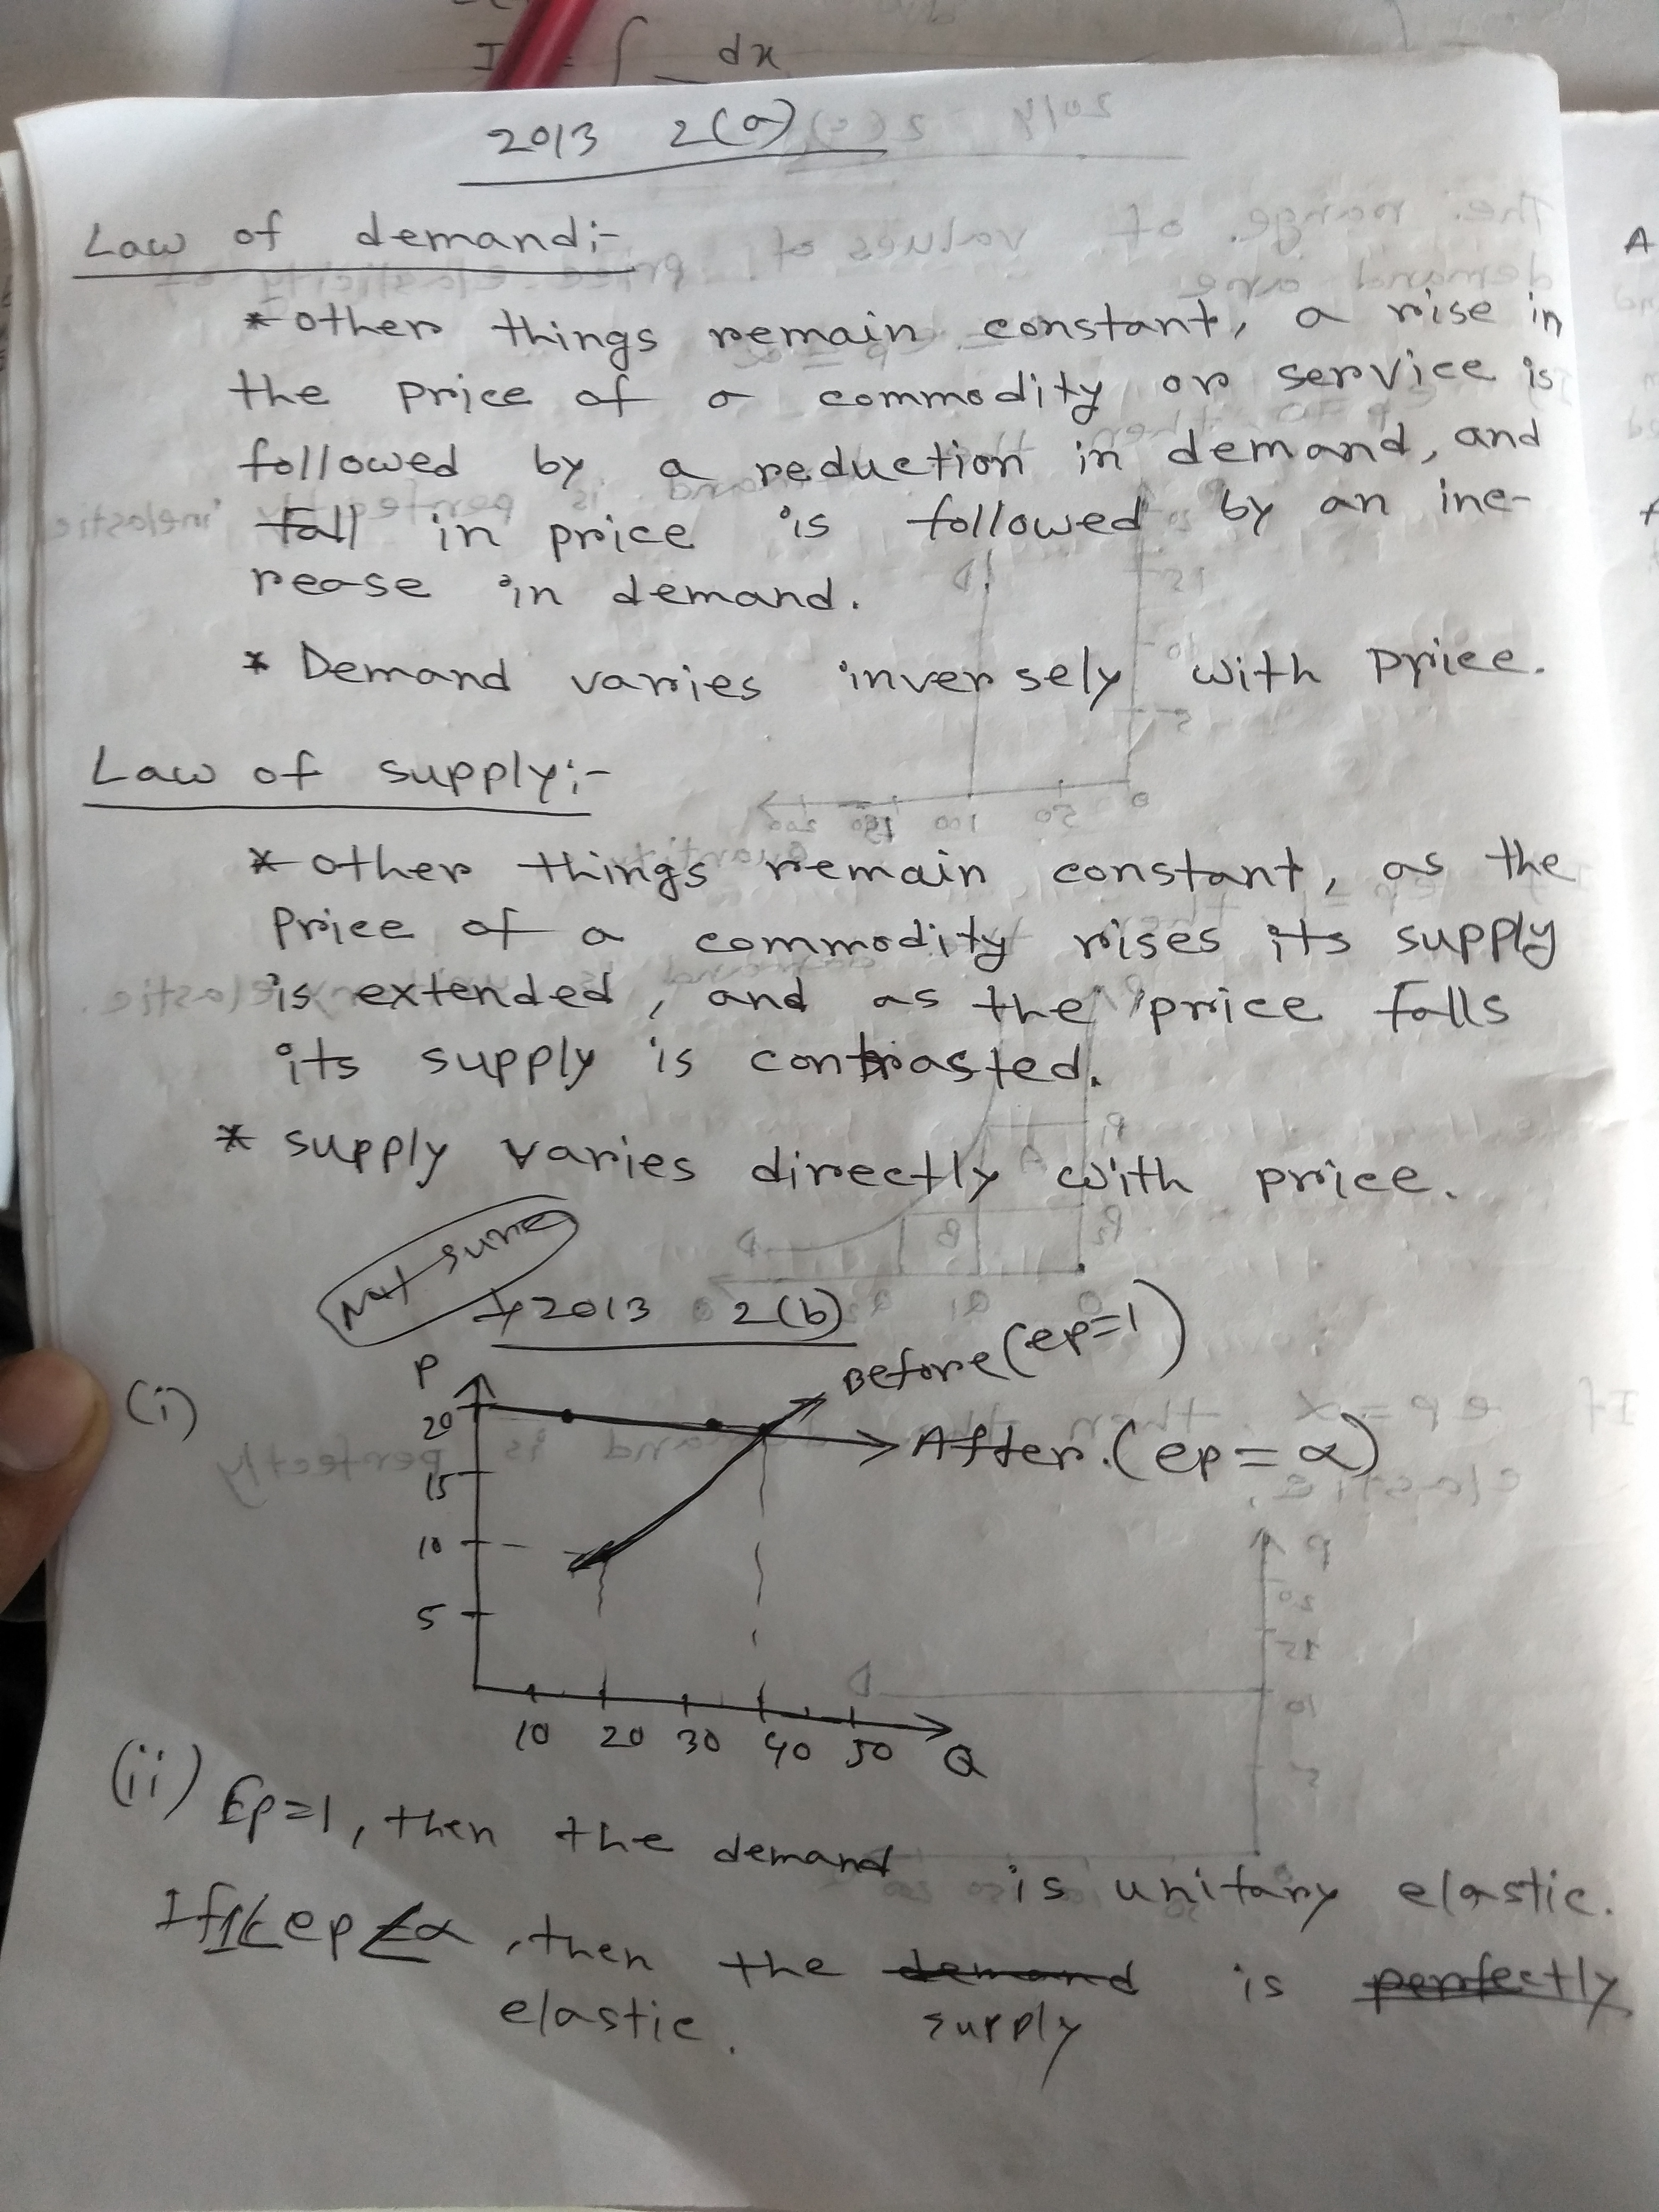 I = ∫ dx
2013 2(a)
Law of demand:-
* other things remain constant, a rise in
the price of a commodity or service is
followed by a reduction in demand, and
fall in price is followed by an inc-
rease in demand.
* Demand varies inversely with price.
Law of supply:-
* other things remain constant, as the
Price of a commodity rises its supply
is extended, and as the price falls
its supply is contrasted.
* supply varies directly with price.
Not sure
* 2013 2(b)
(i)
P
Before (ep=1)
20
After. (ep = α)
15
10
5
10 20 30 40 50 Q
(ii) Ep=1, then the demand is unitary elastic.
If 1< ep < α, then the demand is perfectly
elastic. supply